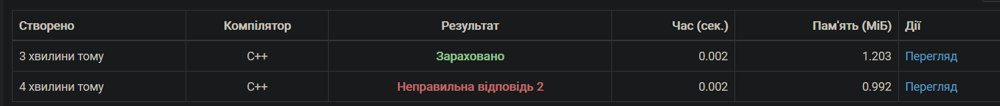 Створено Компілятор Результат Час (сек.) Пам'ять (МіБ) Дії
3 хвилини тому C++ Зараховано 0.002 1.203 Перегляд
4 хвилини тому C++ Неправильна відповідь 2 0.002 0.992 Перегляд